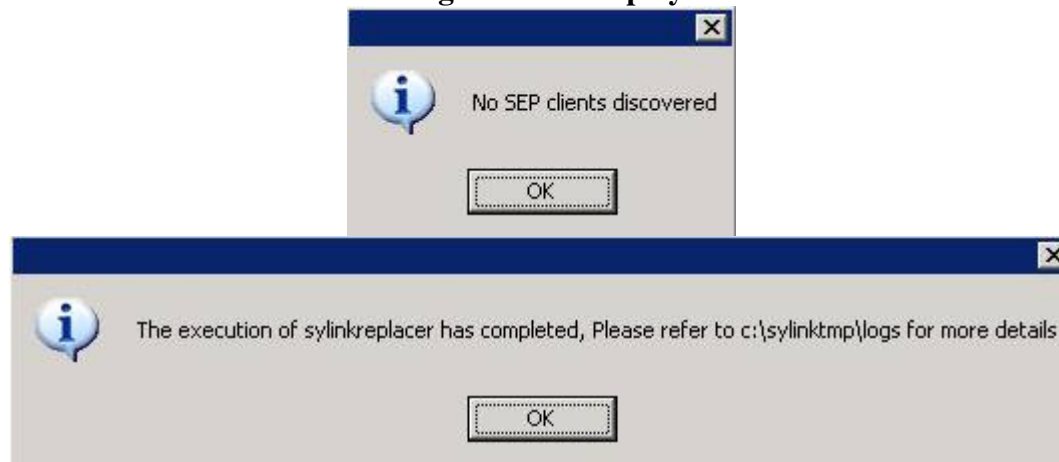 No SEP clients discovered
OK
The execution of sylinkreplacer has completed, Please refer to c:\sylinktmp\logs for more details
OK